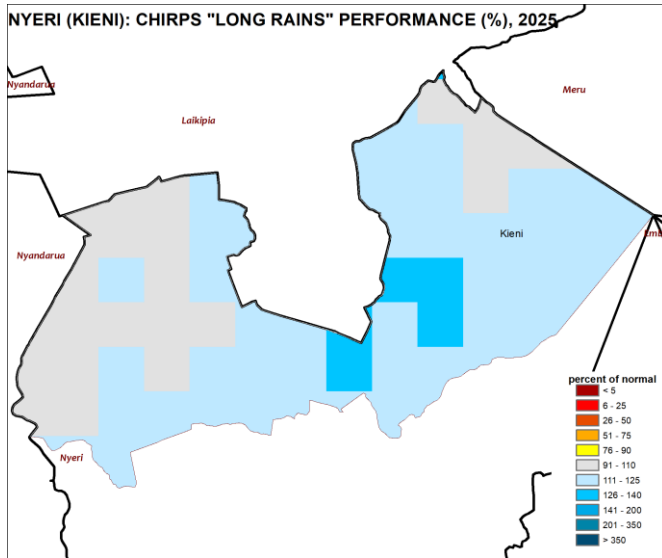 NYERI (KIENI): CHIRPS "LONG RAINS" PERFORMANCE (%), 2025
Nyandarua
Meru
Laikipia
Kieni
Nyandarua
percent of normal
< 5
6 - 25
26 - 50
51 - 75
76 - 90
91 - 110
111 - 125
126 - 140
141 - 200
201 - 350
> 350
Nyeri